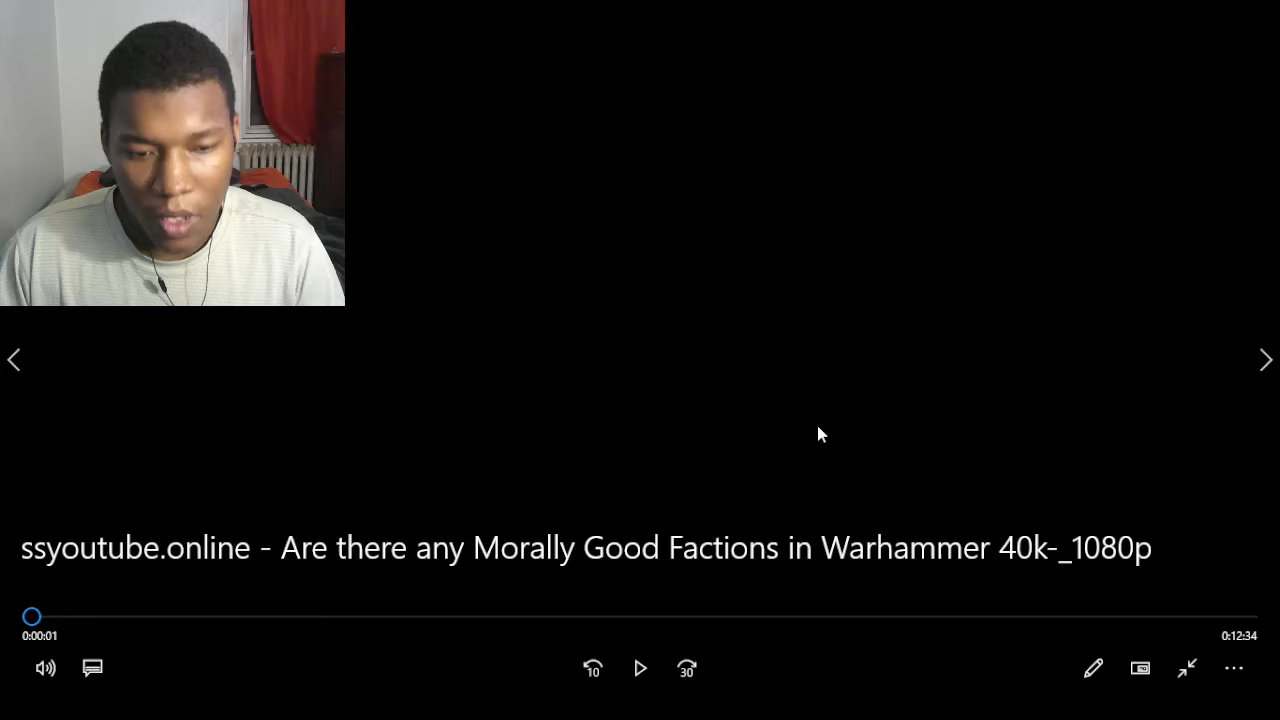 ssyoutube.online - Are there any Morally Good Factions in Warhammer 40k-_1080p
0:00:01
0:12:34
10
30